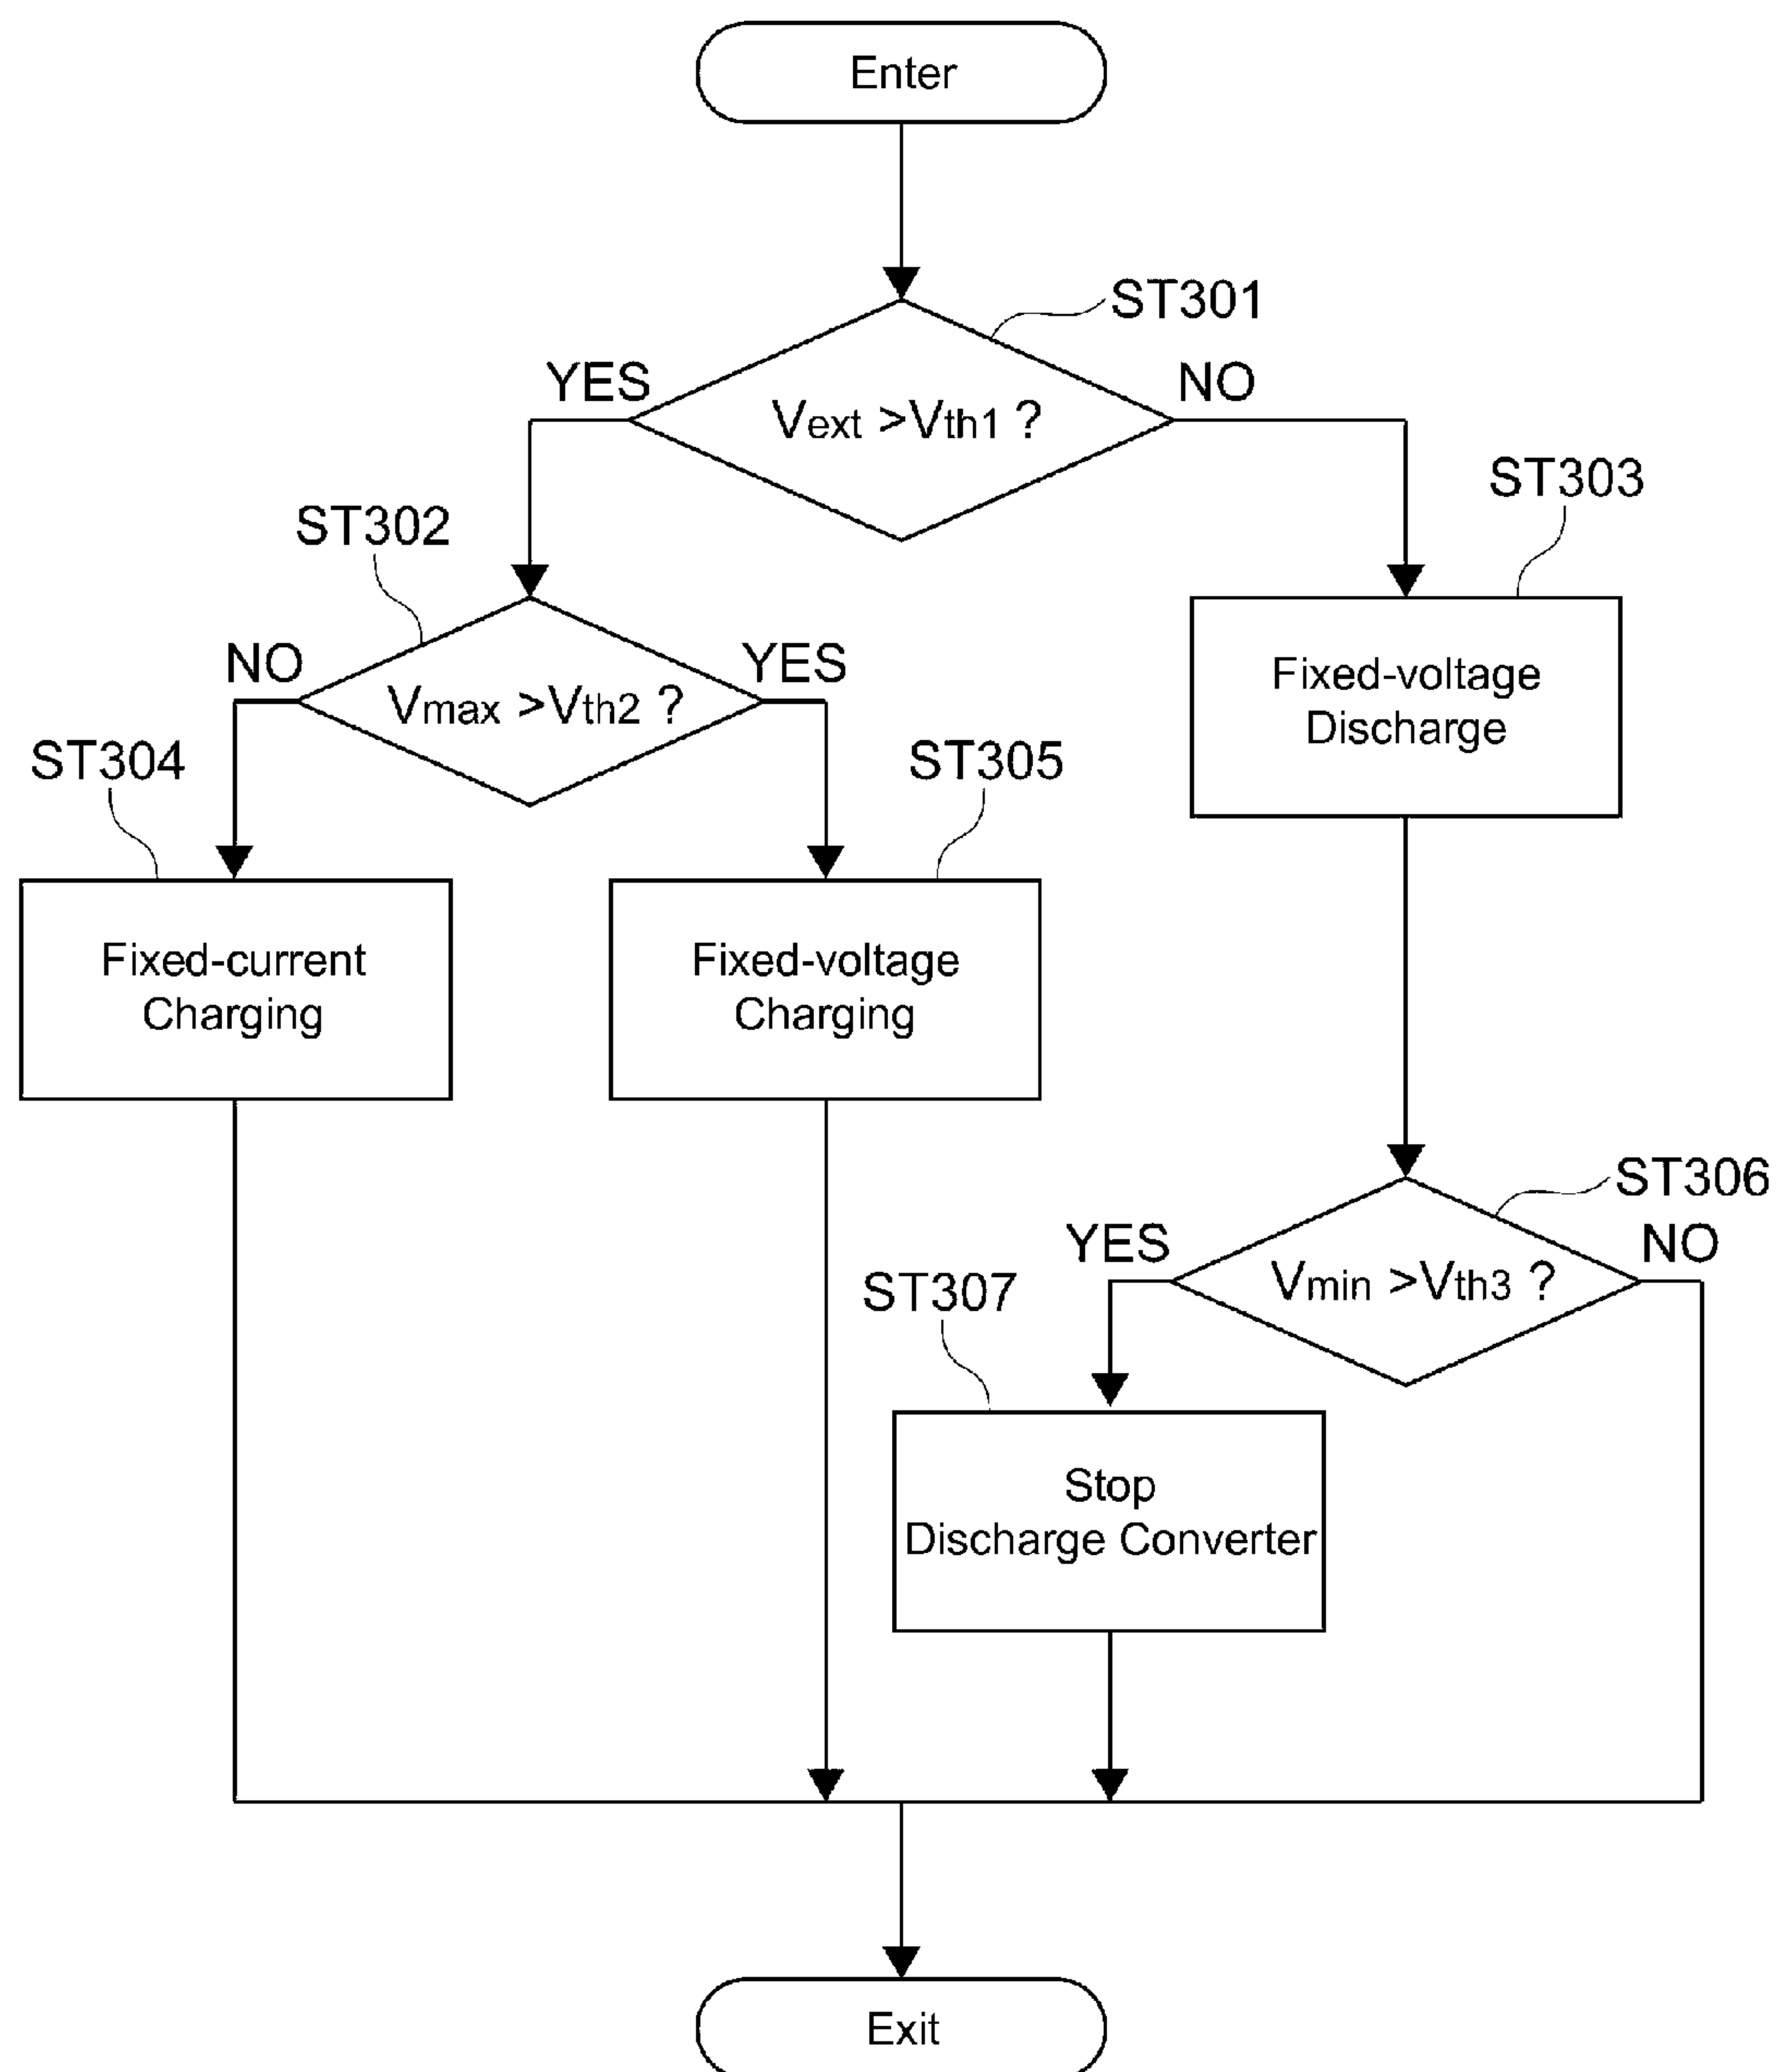 Enter
ST301
YES
NO
Vext >Vth1 ?
ST303
ST302
Fixed-voltage
Discharge
NO
YES
Vmax >Vth2 ?
ST304
ST305
Fixed-current
Charging
Fixed-voltage
Charging
ST306
YES
NO
Vmin >Vth3 ?
ST307
Stop
Discharge Converter
Exit